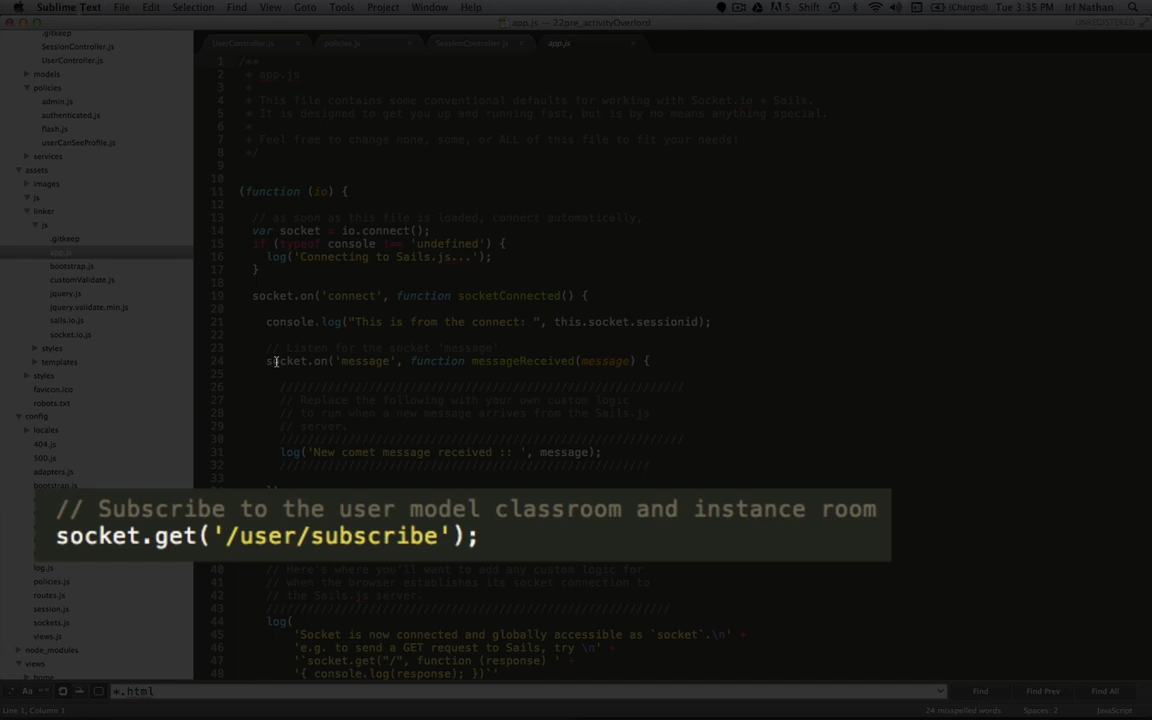 Sublime Text File Edit Selection Find View Goto Tools Project Window Help 5 Shift (Charged) Tue 3:35 PM Irl Nathan
app.js — 22pre_activityOverlord UNREGISTERED
UserController.js × policies.js × SessionController.js × app.js ×
.gitkeep
SessionController.js
UserController.js
models
policies
admin.js
authenticated.js
flash.js
userCanSeeProfile.js
services
assets
images
js
linker
js
.gitkeep
app.js
bootstrap.js
customValidate.js
jquery.js
jquery.validate.min.js
sails.io.js
socket.io.js
styles
templates
styles
favicon.ico
robots.txt
config
locales
404.js
500.js
adapters.js
bootstrap.js
log.js
policies.js
routes.js
session.js
sockets.js
views.js
node_modules
views
home
1 /**
2 * app.js
3 *
4 * This file contains some conventional defaults for working with Socket.io + Sails.
5 * It is designed to get you up and running fast, but is by no means anything special.
6 *
7 * Feel free to change none, some, or ALL of this file to fit your needs!
8 */
9
10
11 (function (io) {
12
13 // as soon as this file is loaded, connect automatically,
14 var socket = io.connect();
15 if (typeof console !== 'undefined') {
16 log('Connecting to Sails.js...');
17 }
18
19 socket.on('connect', function socketConnected() {
20
21 console.log("This is from the connect: ", this.socket.sessionid);
22
23 // Listen for the socket 'message'
24 socket.on('message', function messageReceived(message) {
25
26 ///////////////////////////////////////////////////////////
27 // Replace the following with your own custom logic
28 // to run when a new message arrives from the Sails.js
29 // server.
30 ///////////////////////////////////////////////////////////
31 log('New comet message received :: ', message);
32 //////////////////////////////////////////////////////
33
// Subscribe to the user model classroom and instance room
socket.get('/user/subscribe');
40 // Here's where you'll want to add any custom logic for
41 // when the browser establishes its socket connection to
42 // the Sails.js server.
43 ///////////////////////////////////////////////////////////
44 log(
45 'Socket is now connected and globally accessible as `socket`.\n' +
46 'e.g. to send a GET request to Sails, try \n' +
47 '`socket.get("/", function (response) ' +
48 '{ console.log(response); })`'
*.html Find Find Prev Find All
Line 1, Column 1 24 misspelled words Spaces: 2 JavaScript